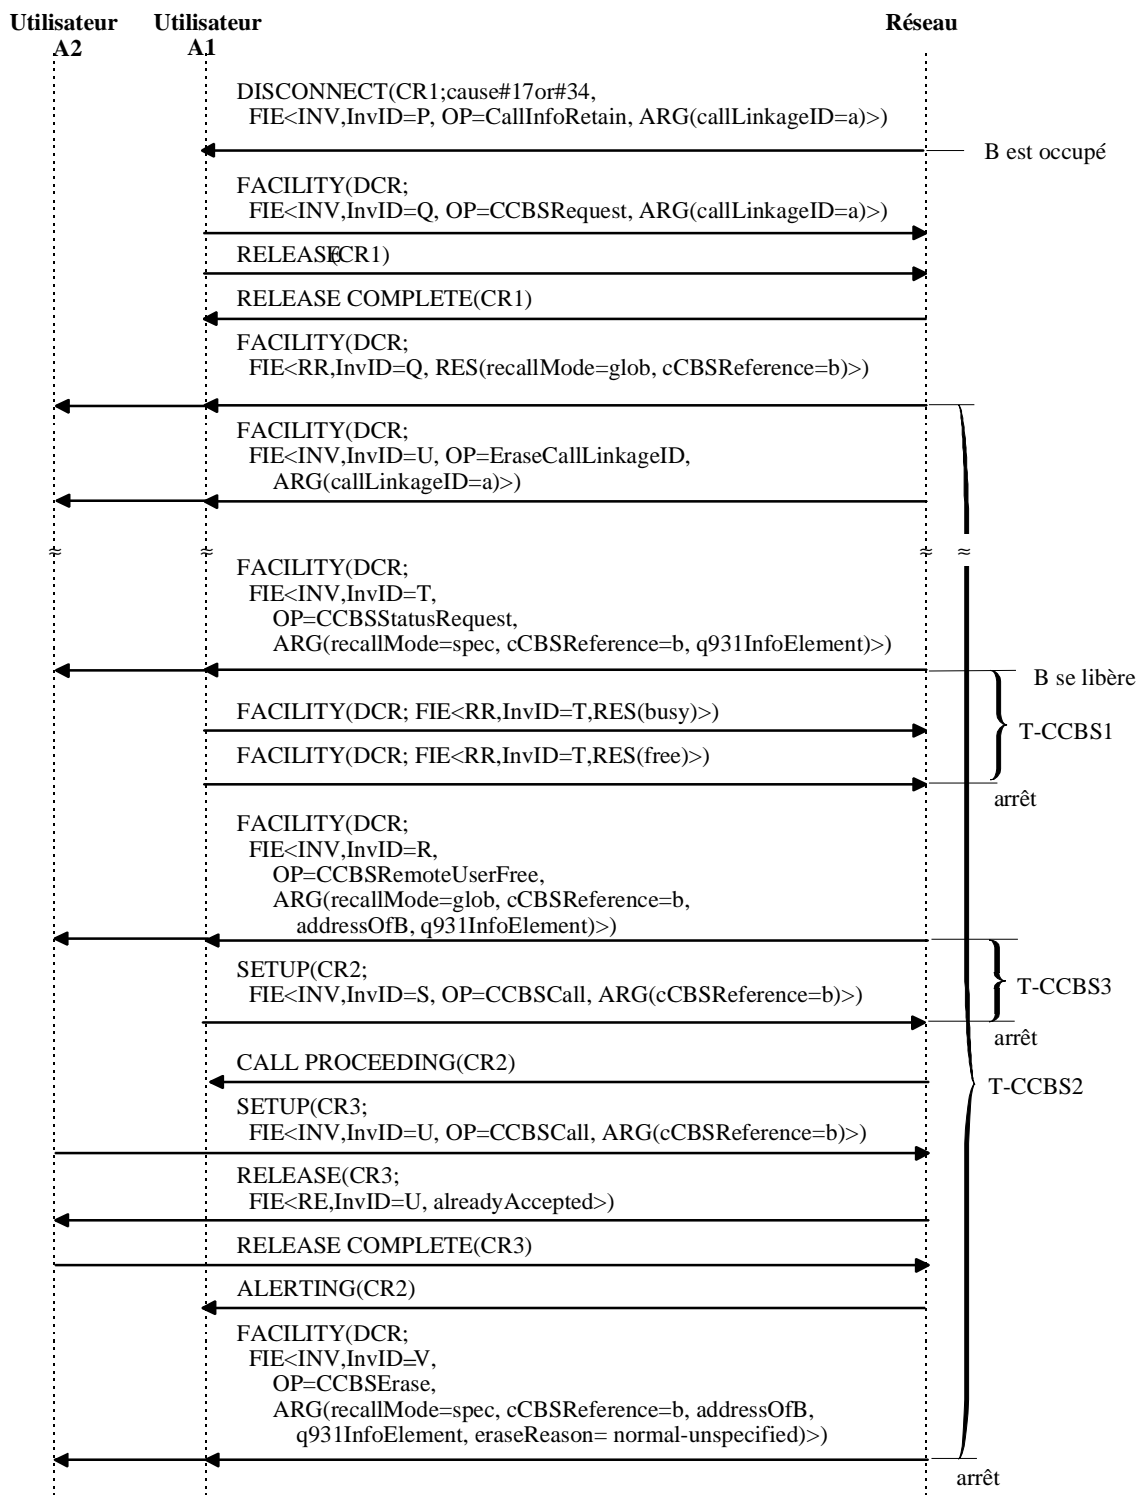 Utilisateur A2
Utilisateur A1
Réseau
DISCONNECT(CR1;cause#17or#34,
FIE<INV,InvID=P, OP=CallInfoRetain, ARG(callLinkageID=a)>)
B est occupé
FACILITY(DCR;
FIE<INV,InvID=Q, OP=CCBSRequest, ARG(callLinkageID=a)>)
RELEASE(CR1)
RELEASE COMPLETE(CR1)
FACILITY(DCR;
FIE<RR,InvID=Q, RES(recallMode=glob, cCBSReference=b)>)
FACILITY(DCR;
FIE<INV,InvID=U, OP=EraseCallLinkageID,
ARG(callLinkageID=a)>)
≈ ≈ ≈ ≈
FACILITY(DCR;
FIE<INV,InvID=T,
OP=CCBSStatusRequest,
ARG(recallMode=spec, cCBSReference=b, q931InfoElement)>)
B se libère
FACILITY(DCR; FIE<RR,InvID=T,RES(busy)>)
T-CCBS1
FACILITY(DCR; FIE<RR,InvID=T,RES(free)>)
arrêt
FACILITY(DCR;
FIE<INV,InvID=R,
OP=CCBSRemoteUserFree,
ARG(recallMode=glob, cCBSReference=b,
addressOfB, q931InfoElement)>)
SETUP(CR2;
FIE<INV,InvID=S, OP=CCBSCall, ARG(cCBSReference=b)>)
T-CCBS3
arrêt
CALL PROCEEDING(CR2)
T-CCBS2
SETUP(CR3;
FIE<INV,InvID=U, OP=CCBSCall, ARG(cCBSReference=b)>)
RELEASE(CR3;
FIE<RE,InvID=U, alreadyAccepted>)
RELEASE COMPLETE(CR3)
ALERTING(CR2)
FACILITY(DCR;
FIE<INV,InvID=V,
OP=CCBSErase,
ARG(recallMode=spec, cCBSReference=b, addressOfB,
q931InfoElement, eraseReason= normal-unspecified)>)
arrêt